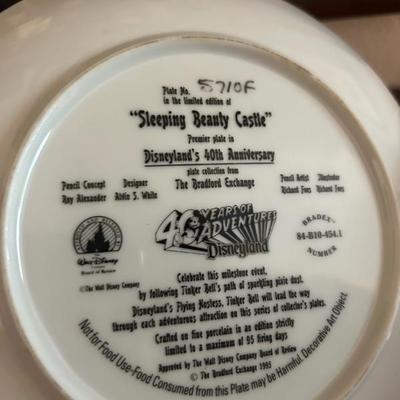 Plate No. 5710F
in the limited edition of
"Sleeping Beauty Castle"
Premier plate in
Disneyland's 40th Anniversary
plate collection from
The Bradford Exchange
Pencil Concept
Ray Alexander
Designer
Alvin S. White
Pencil Artist
Richard Fors
Illustrator
Richard Fors
40 YEARS OF
ADVENTURES
Disneyland
BRADEX
84-B10-454.1
NUMBER
Walt Disney
Company
Board of Review
©The Walt Disney Company
Celebrate this milestone event,
by following Tinker Bell's path of sparkling pixie dust.
Disneyland's Flying Hostess, Tinker Bell will lead the way
through each adventurous attraction on this series of collector's plates.
Crafted on fine porcelain in an edition strictly
limited to a maximum of 95 firing days
Approved by The Walt Disney Company Board of Review
© The Bradford Exchange 1995
Not for Food Use-Food Consumed from this Plate may be Harmful. Decorative Art Object